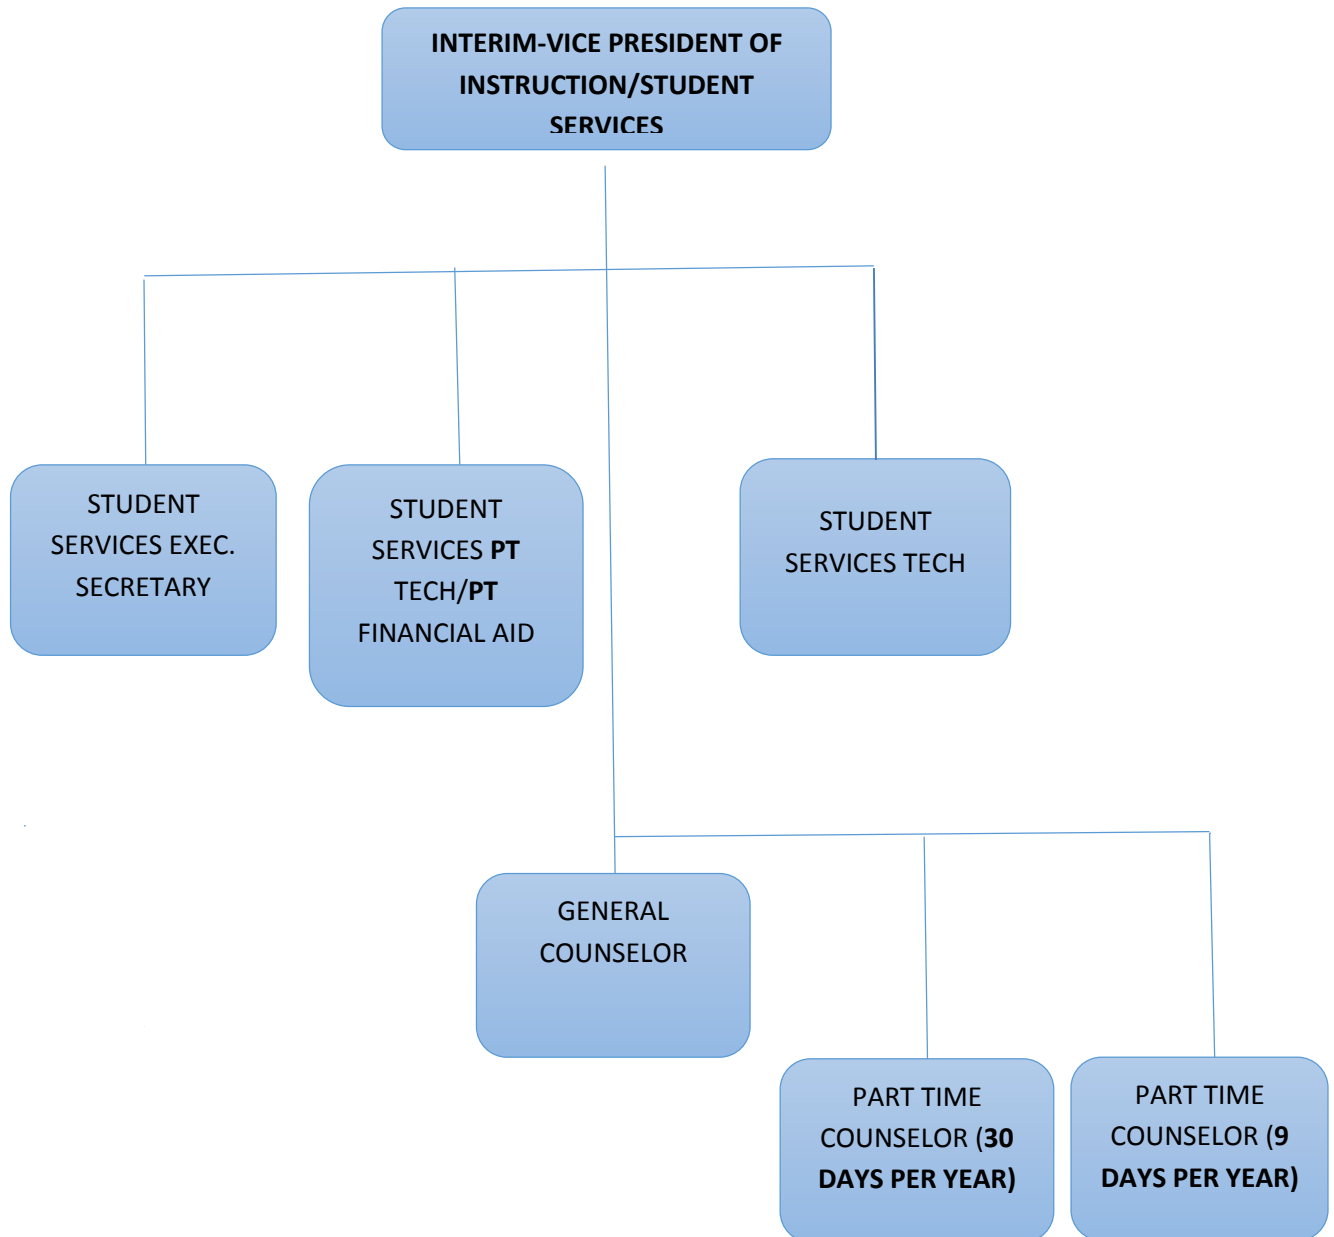 INTERIM-VICE PRESIDENT OF
INSTRUCTION/STUDENT
SERVICES
STUDENT
SERVICES EXEC.
SECRETARY
STUDENT
SERVICES PT
TECH/PT
FINANCIAL AID
STUDENT
SERVICES TECH
GENERAL
COUNSELOR
PART TIME
COUNSELOR (30
DAYS PER YEAR)
PART TIME
COUNSELOR (9
DAYS PER YEAR)